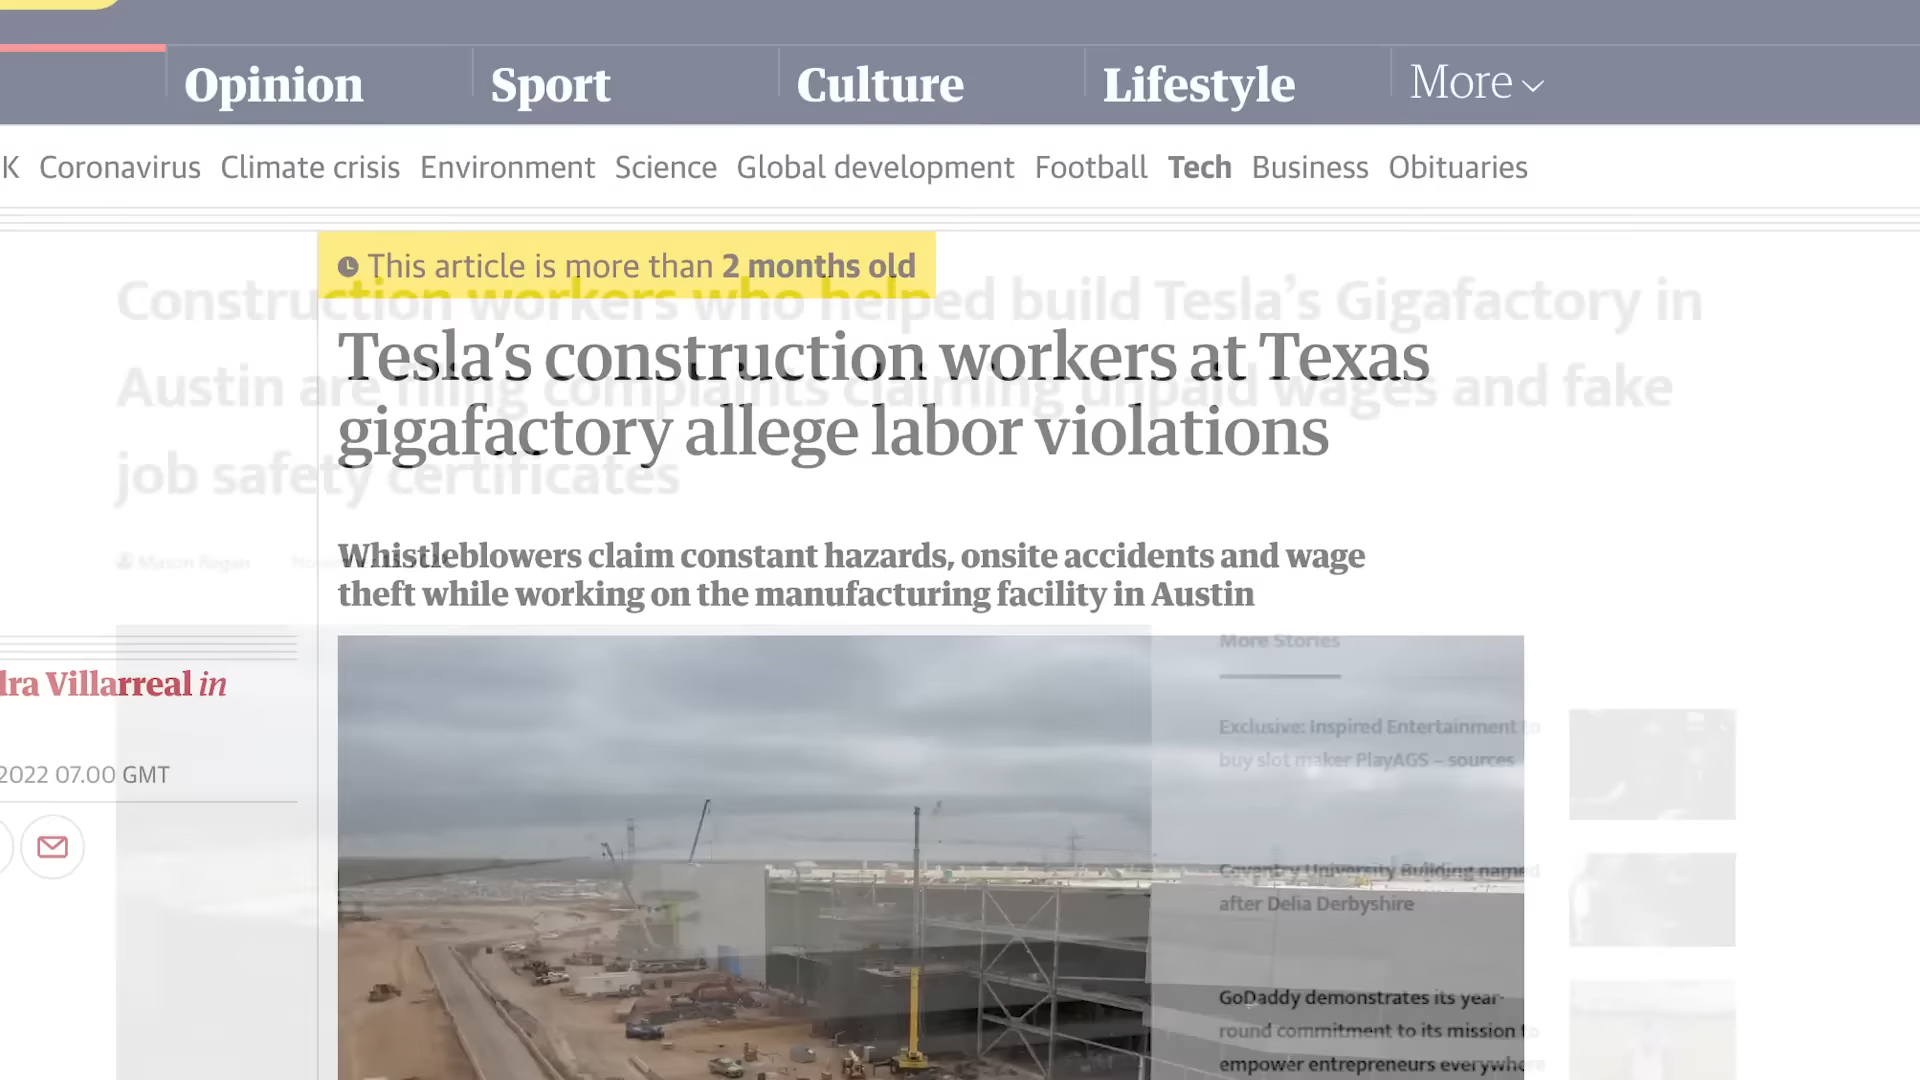 Opinion
Sport
Culture
Lifestyle
More
K
Coronavirus
Climate crisis
Environment
Science
Global development
Football
Tech
Business
Obituaries
This article is more than 2 months old
Construction workers who helped build Tesla’s Gigafactory in
Austin are filing complaints claiming unpaid wages and fake
job safety certificates
Tesla’s construction workers at Texas
gigafactory allege labor violations
Mason Rogan
Whistleblowers claim constant hazards, onsite accidents and wage
theft while working on the manufacturing facility in Austin
dra Villarreal in
2022 07.00 GMT
More Stories
Exclusive: Inspired Entertainment to
buy slot maker PlayAGS – sources
Coventry University Building named
after Delia Derbyshire
GoDaddy demonstrates its year-
round commitment to its mission to
empower entrepreneurs everywhere